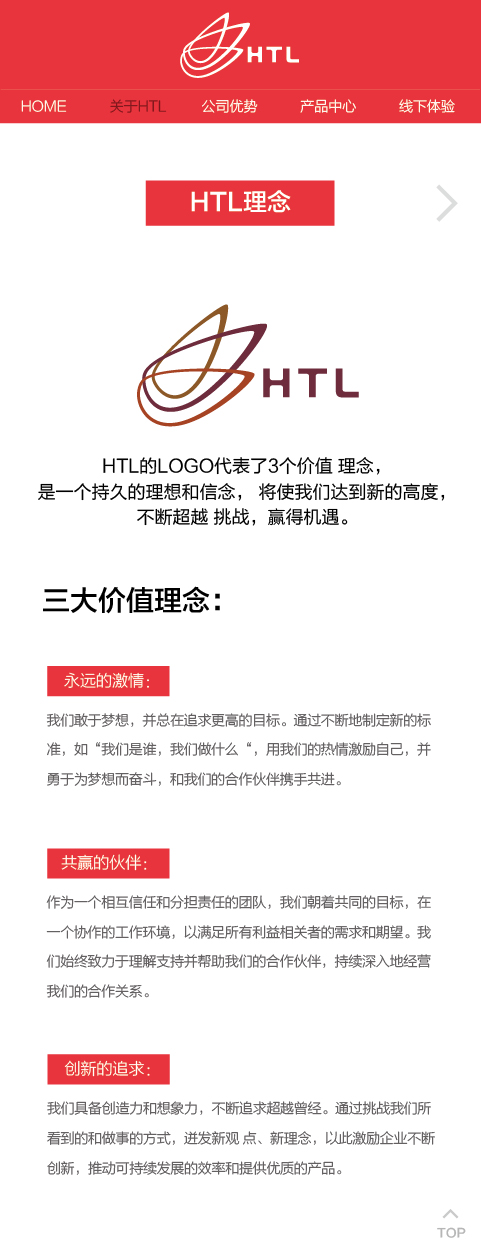 HTL
HOME 关于HTL 公司优势 产品中心 线下体验
HTL理念
HTL
HTL的LOGO代表了3个价值 理念，
是一个持久的理想和信念， 将使我们达到新的高度，
不断超越 挑战，赢得机遇。
三大价值理念：
永远的激情：
我们敢于梦想，并总在追求更高的目标。通过不断地制定新的标
准，如“我们是谁，我们做什么“，用我们的热情激励自己，并
勇于为梦想而奋斗，和我们的合作伙伴携手共进。
共赢的伙伴：
作为一个相互信任和分担责任的团队，我们朝着共同的目标，在
一个协作的工作环境，以满足所有利益相关者的需求和期望。我
们始终致力于理解支持并帮助我们的合作伙伴，持续深入地经营
我们的合作关系。
创新的追求：
我们具备创造力和想象力，不断追求超越曾经。通过挑战我们所
看到的和做事的方式，迸发新观 点、新理念，以此激励企业不断
创新，推动可持续发展的效率和提供优质的产品。
TOP